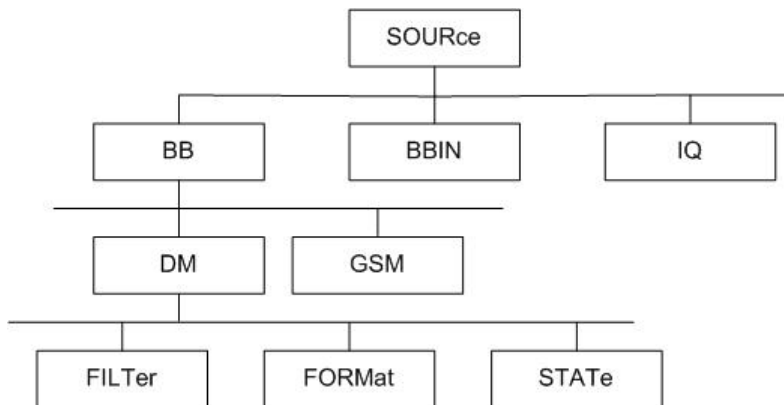 SOURce
BB
BBIN
IQ
DM
GSM
FILTer
FORMat
STATe